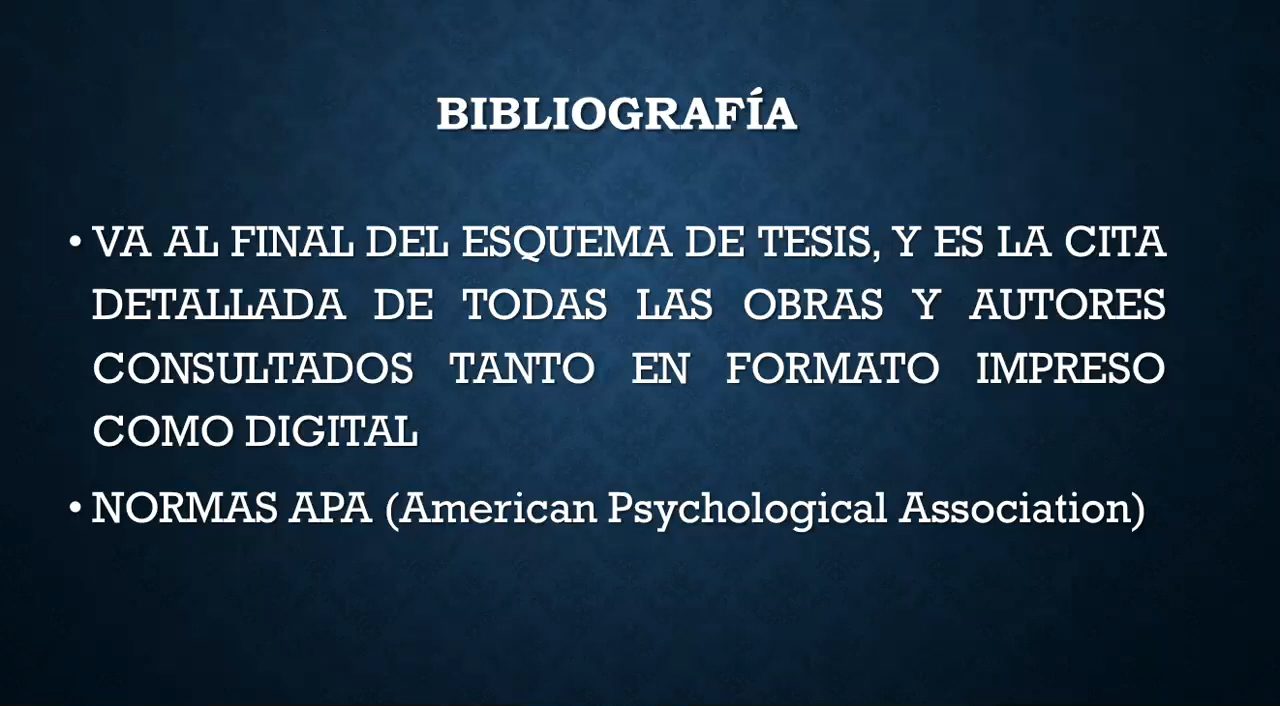 BIBLIOGRAFÍA
• VA AL FINAL DEL ESQUEMA DE TESIS, Y ES LA CITA
DETALLADA DE TODAS LAS OBRAS Y AUTORES
CONSULTADOS TANTO EN FORMATO IMPRESO
COMO DIGITAL
• NORMAS APA (American Psychological Association)